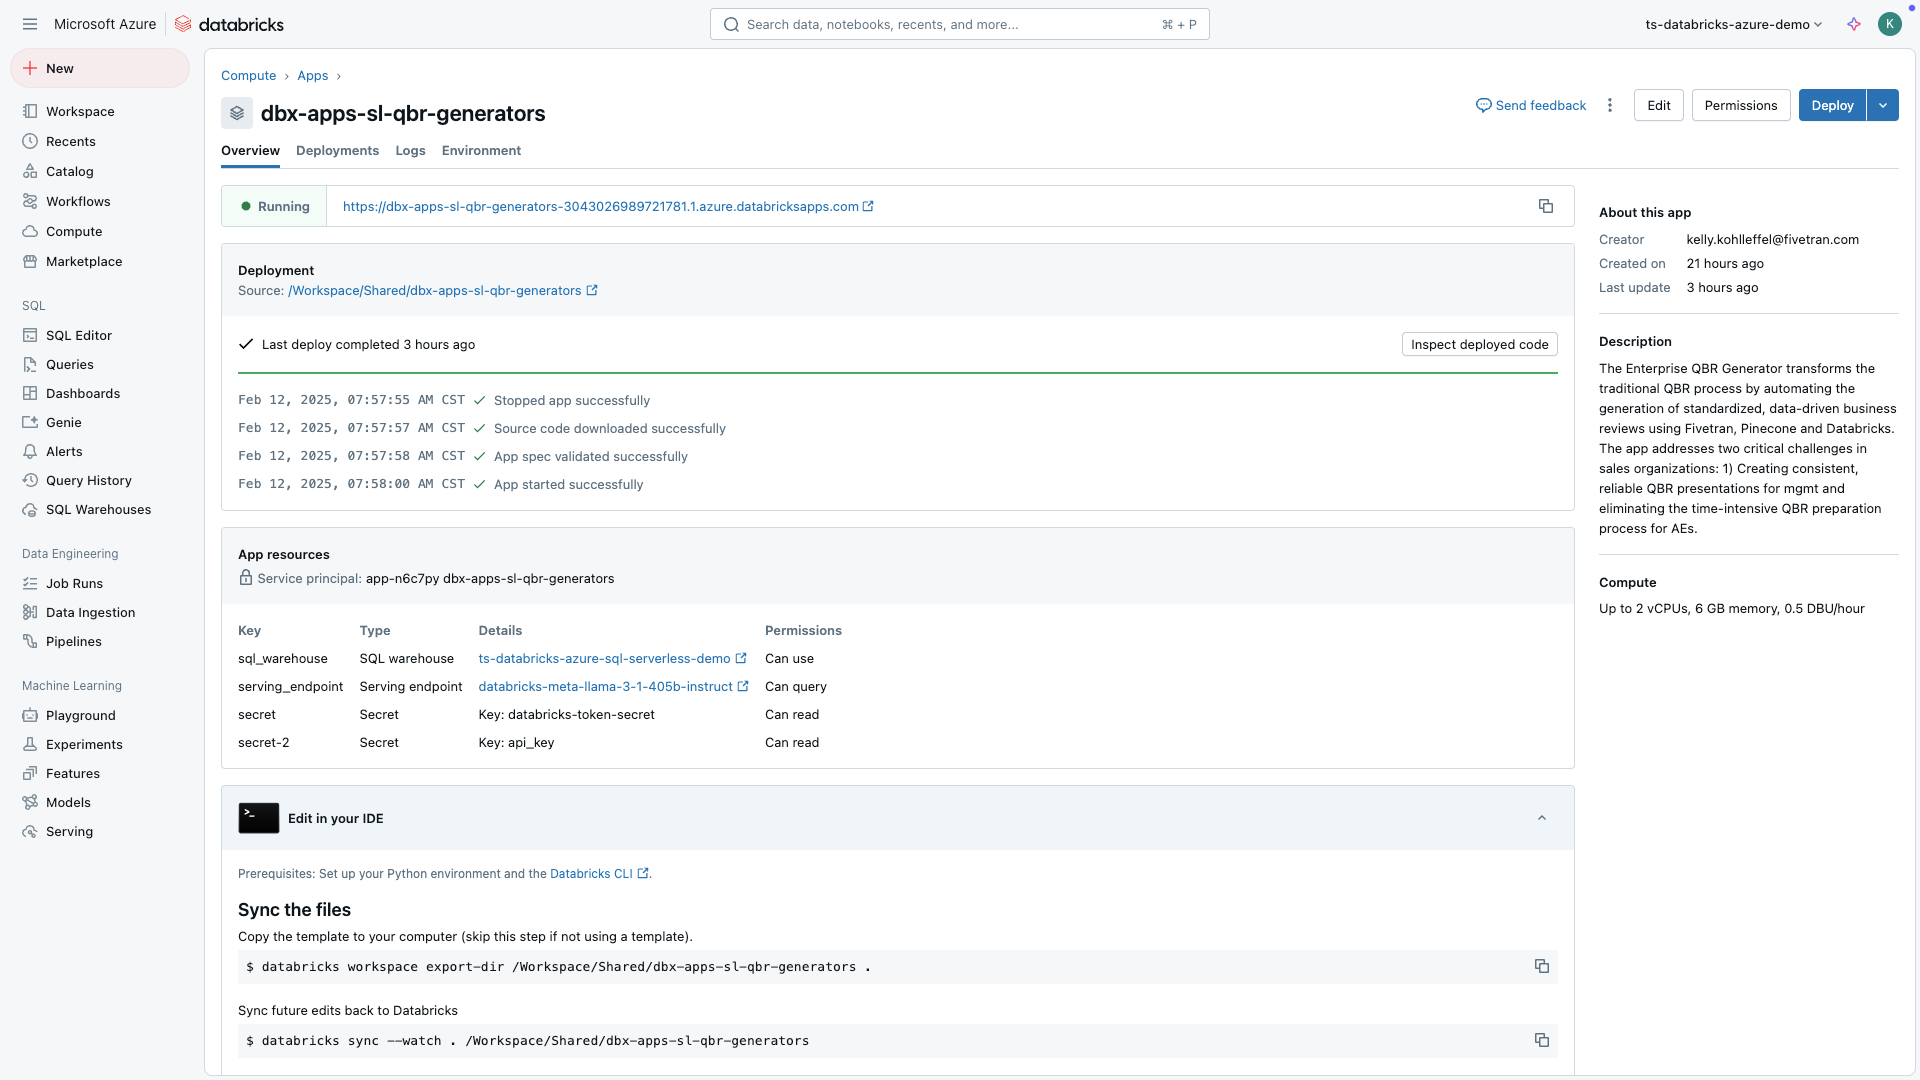 Microsoft Azure
databricks
Search data, notebooks, recents, and more...
⌘ + P
ts-databricks-azure-demo
K
New
Workspace
Recents
Catalog
Workflows
Compute
Marketplace
SQL
SQL Editor
Queries
Dashboards
Genie
Alerts
Query History
SQL Warehouses
Data Engineering
Job Runs
Data Ingestion
Pipelines
Machine Learning
Playground
Experiments
Features
Models
Serving
Compute › Apps ›
dbx-apps-sl-qbr-generators
Send feedback
Edit
Permissions
Deploy
Overview
Deployments
Logs
Environment
Running
https://dbx-apps-sl-qbr-generators-3043026989721781.1.azure.databricksapps.com
Deployment
Source: /Workspace/Shared/dbx-apps-sl-qbr-generators
Last deploy completed 3 hours ago
Inspect deployed code
Feb 12, 2025, 07:57:55 AM CST ✓ Stopped app successfully
Feb 12, 2025, 07:57:57 AM CST ✓ Source code downloaded successfully
Feb 12, 2025, 07:57:58 AM CST ✓ App spec validated successfully
Feb 12, 2025, 07:58:00 AM CST ✓ App started successfully
App resources
Service principal: app-n6c7py dbx-apps-sl-qbr-generators
Key Type Details Permissions
sql_warehouse SQL warehouse ts-databricks-azure-sql-serverless-demo Can use
serving_endpoint Serving endpoint databricks-meta-llama-3-1-405b-instruct Can query
secret Secret Key: databricks-token-secret Can read
secret-2 Secret Key: api_key Can read
>_
Edit in your IDE
Prerequisites: Set up your Python environment and the Databricks CLI.
Sync the files
Copy the template to your computer (skip this step if not using a template).
$ databricks workspace export-dir /Workspace/Shared/dbx-apps-sl-qbr-generators .
Sync future edits back to Databricks
$ databricks sync --watch . /Workspace/Shared/dbx-apps-sl-qbr-generators
About this app
Creator kelly.kohlleffel@fivetran.com
Created on 21 hours ago
Last update 3 hours ago
Description
The Enterprise QBR Generator transforms the
traditional QBR process by automating the
generation of standardized, data-driven business
reviews using Fivetran, Pinecone and Databricks.
The app addresses two critical challenges in
sales organizations: 1) Creating consistent,
reliable QBR presentations for mgmt and
eliminating the time-intensive QBR preparation
process for AEs.
Compute
Up to 2 vCPUs, 6 GB memory, 0.5 DBU/hour